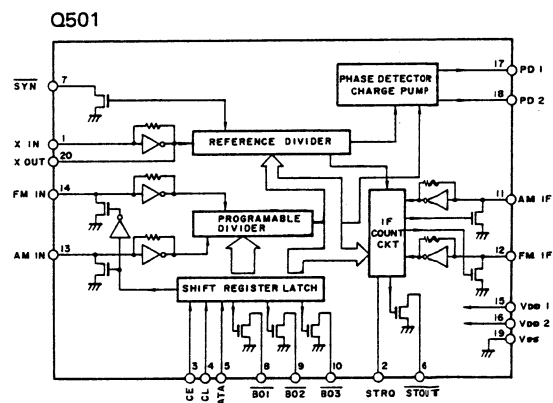 Q501
SYN
7
X IN
1
X OUT
20
FM IN
14
AM IN
13
REFERENCE DIVIDER
PROGRAMABLE
DIVIDER
SHIFT REGISTER LATCH
PHASE DETECTOR
CHARGE PUMP
IF
COUNT
CKT
17
PD 1
18
PD 2
11
AM IF
12
FM IF
15
VDD 1
16
VDD 2
19
VSS
3
4
5
8
9
10
2
6
CE
CL
ATA
BO1
BO2
BO3
STRQ
STOUT